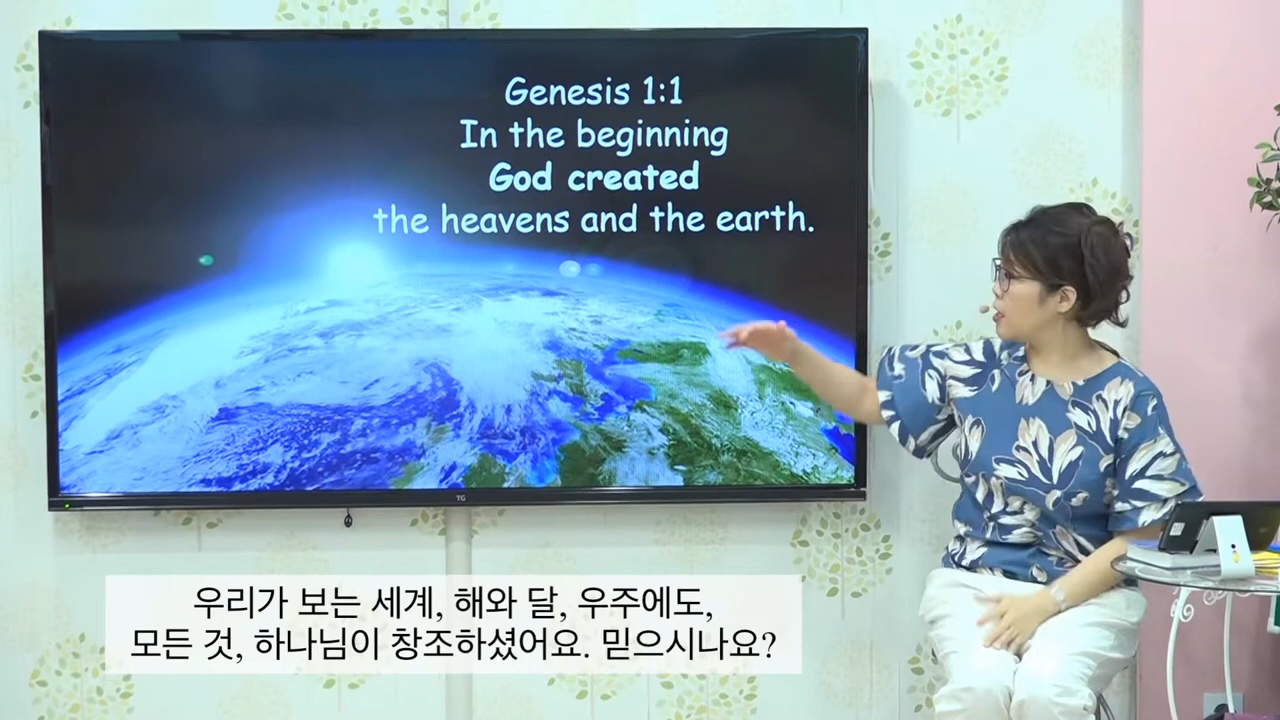 Genesis 1:1
In the beginning
God created
the heavens and the earth.
TG
우리가 보는 세계, 해와 달, 우주에도,
모든 것, 하나님이 창조하셨어요. 믿으시나요?